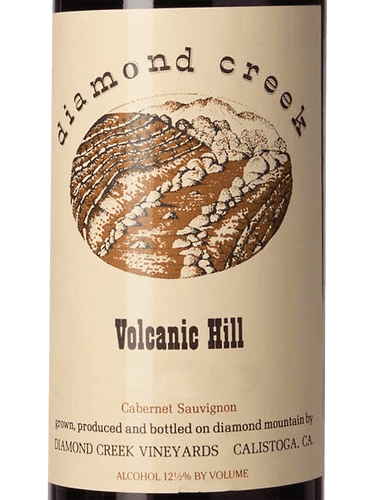 diamond creek
Volcanic Hill
Cabernet Sauvignon
grown, produced and bottled on diamond mountain by
DIAMOND CREEK VINEYARDS CALISTOGA, CA.
ALCOHOL 12½% BY VOLUME